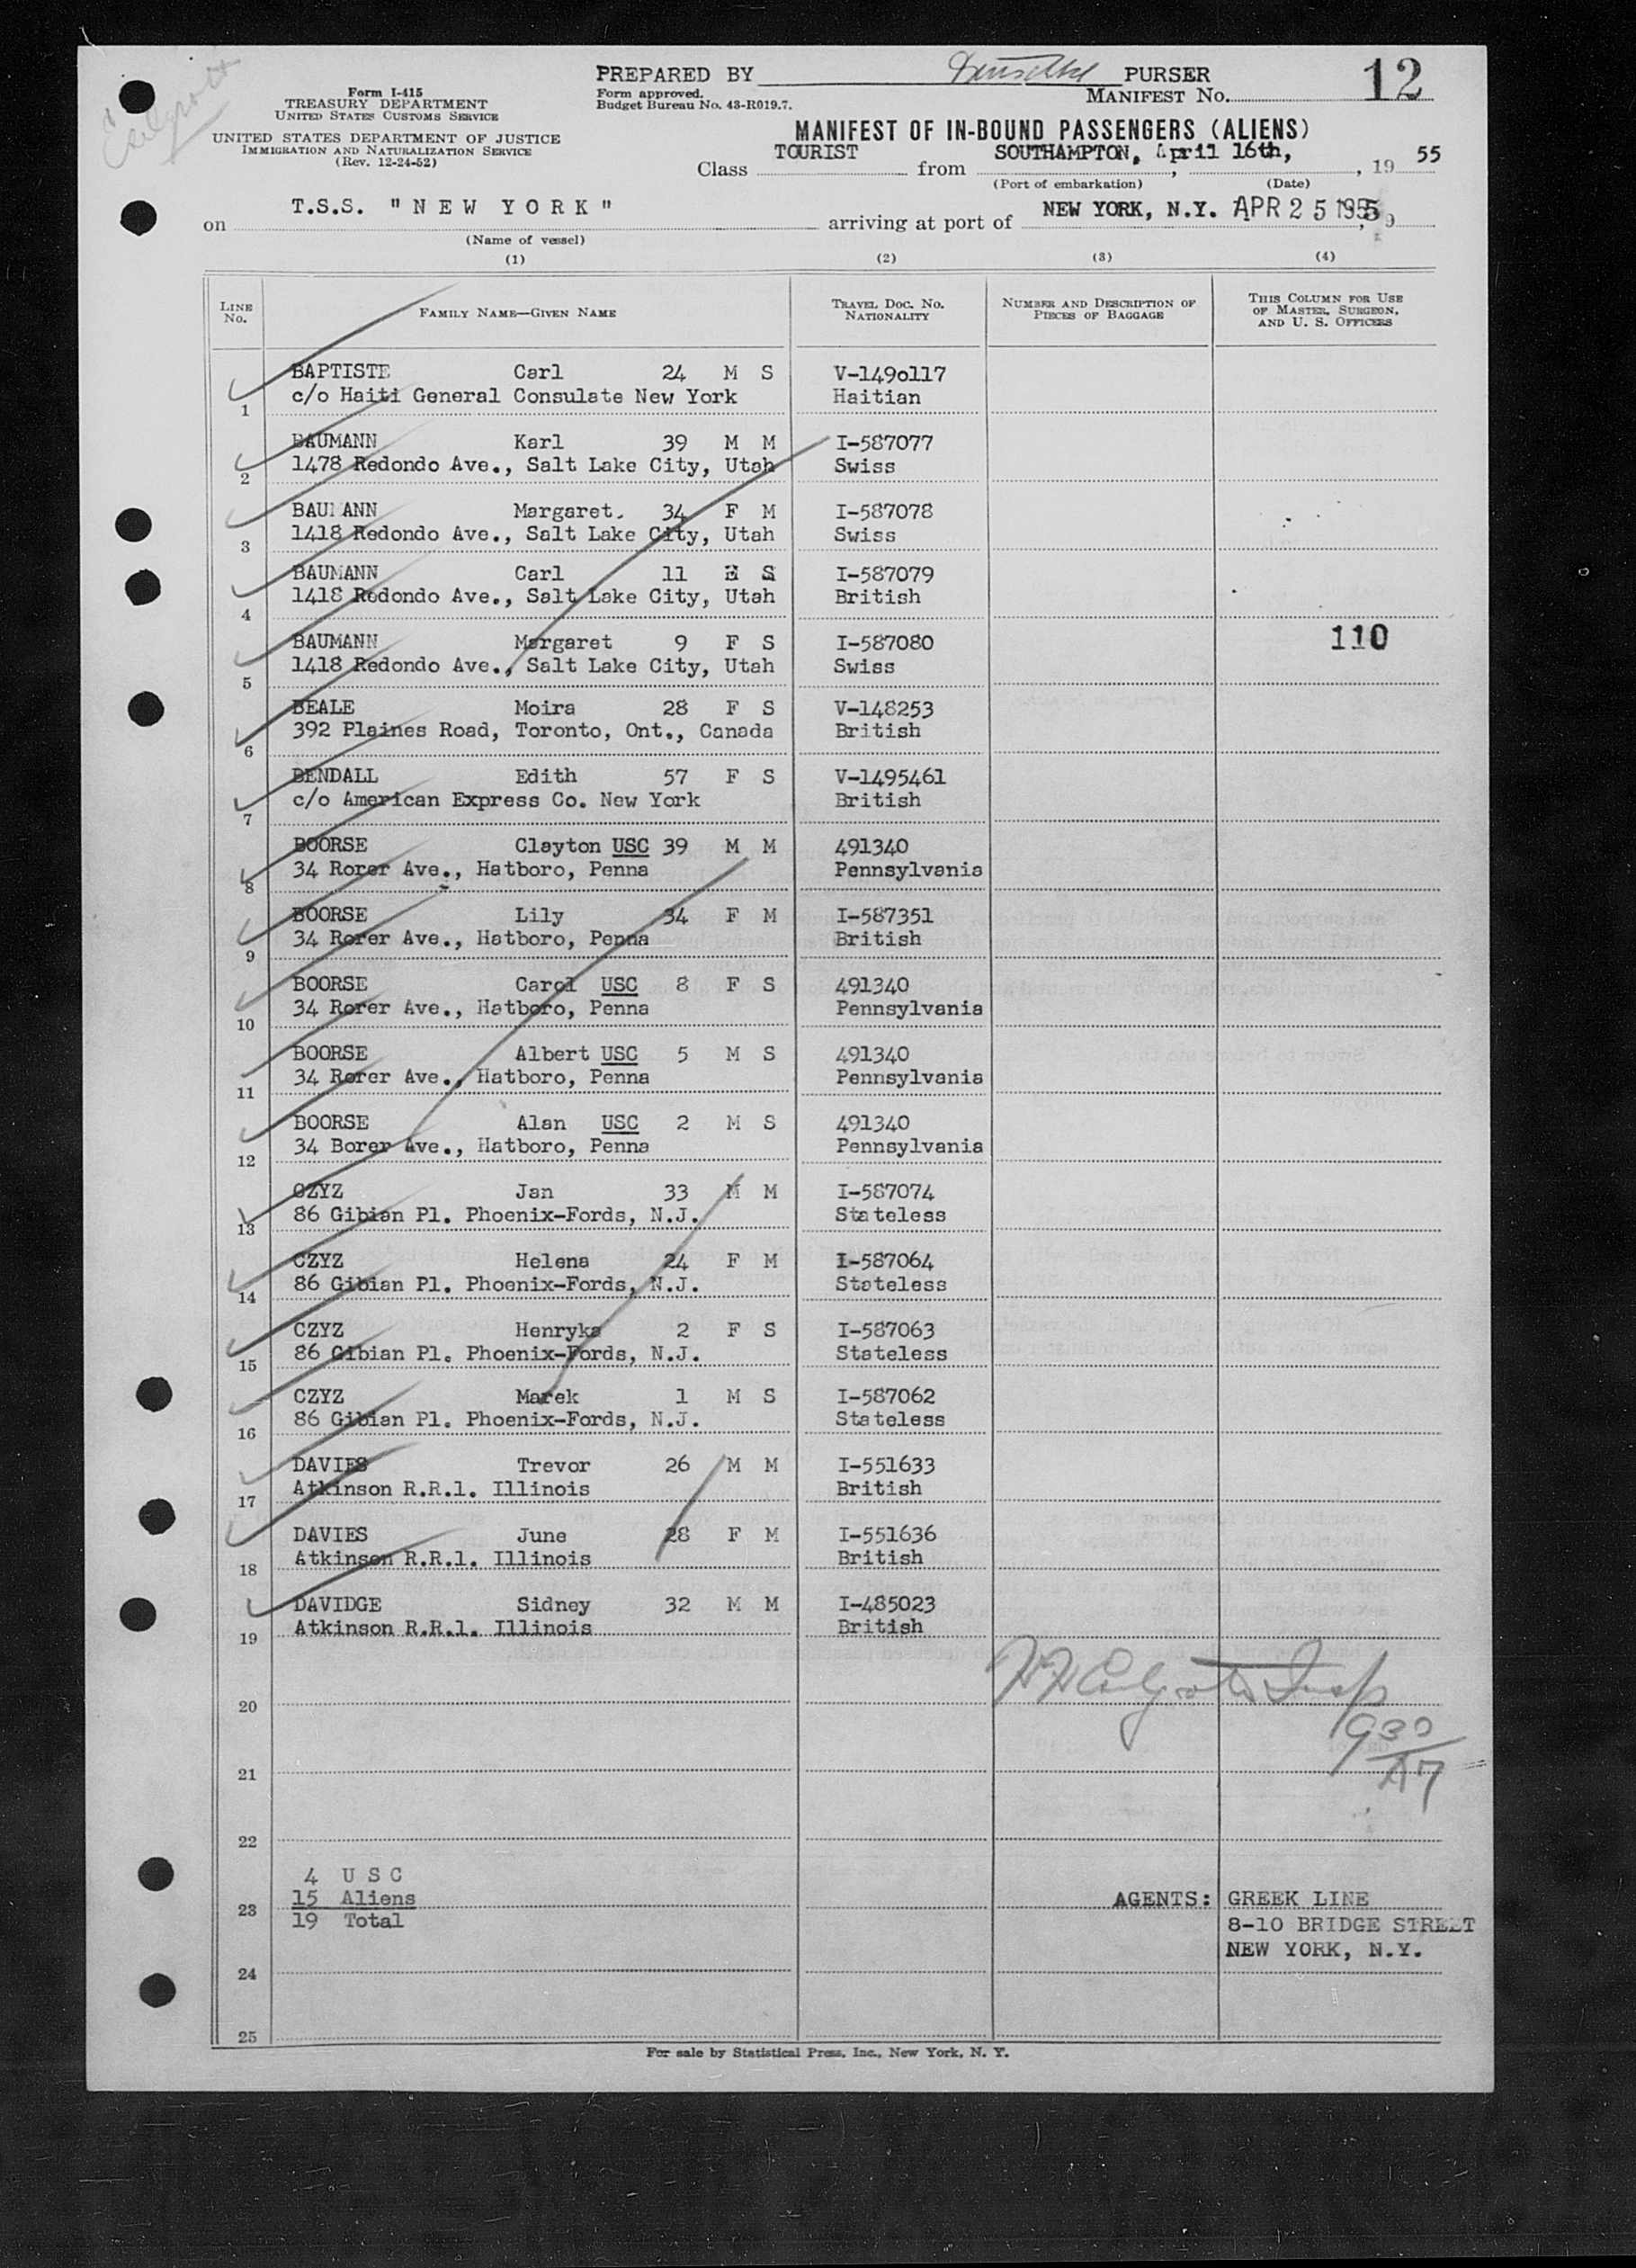 PREPARED BY PURSER 12
Form I-415
TREASURY DEPARTMENT
UNITED STATES CUSTOMS SERVICE
Form approved.
Budget Bureau No. 43-R019.7.
MANIFEST NO.
UNITED STATES DEPARTMENT OF JUSTICE
IMMIGRATION AND NATURALIZATION SERVICE
(Rev. 12-24-52)
MANIFEST OF IN-BOUND PASSENGERS (ALIENS)
Class TOURIST from SOUTHAMPTON, April 16th, , 19 55
(Port of embarkation) (Date)
on T.S.S. "NEW YORK" arriving at port of NEW YORK, N.Y. APR 25 1955
(Name of vessel)
(1) (2) (3) (4)
LINE NO. FAMILY NAME—GIVEN NAME TRAVEL DOC. NO. NATIONALITY NUMBER AND DESCRIPTION OF PIECES OF BAGGAGE THIS COLUMN FOR USE OF MASTER, SURGEON, AND U. S. OFFICERS
BAPTISTE Carl 24 M S V-149o117
1 c/o Haiti General Consulate New York Haitian
BAUMANN Karl 39 M M I-587077
2 1478 Redondo Ave., Salt Lake City, Utah Swiss
BAUMANN Margaret. 34 F M I-587078
3 1418 Redondo Ave., Salt Lake City, Utah Swiss
BAUMANN Carl 11 S I-587079
4 1418 Redondo Ave., Salt Lake City, Utah British
BAUMANN Margaret 9 F S I-587080 110
5 1418 Redondo Ave., Salt Lake City, Utah Swiss
BEALE Moira 28 F S V-148253
6 392 Plaines Road, Toronto, Ont., Canada British
BENDALL Edith 57 F S V-1495461
7 c/o American Express Co. New York British
BOORSE Clayton USC 39 M M 491340
8 34 Rorer Ave., Hatboro, Penna Pennsylvania
BOORSE Lily 34 F M I-587351
9 34 Rorer Ave., Hatboro, Penna British
BOORSE Carol USC 8 F S 491340
10 34 Rorer Ave., Hatboro, Penna Pennsylvania
BOORSE Albert USC 5 M S 491340
11 34 Rorer Ave., Hatboro, Penna Pennsylvania
BOORSE Alan USC 2 M S 491340
12 34 Borer Ave., Hatboro, Penna Pennsylvania
CZYZ Jan 33 M M I-587074
13 86 Gibian Pl. Phoenix-Fords, N.J. Stateless
CZYZ Helena 24 F M I-587064
14 86 Gibian Pl. Phoenix-Fords, N.J. Stateless
CZYZ Henryka 2 F S I-587063
15 86 Gibian Pl. Phoenix-Fords, N.J. Stateless
CZYZ Marek 1 M S I-587062
16 86 Gibian Pl. Phoenix-Fords, N.J. Stateless
DAVIES Trevor 26 M M I-551633
17 Atkinson R.R.1. Illinois British
DAVIES June 28 F M I-551636
18 Atkinson R.R.1. Illinois British
DAVIDGE Sidney 32 M M I-485023
19 Atkinson R.R.1. Illinois British
20
930
21
22
4 USC
23 15 Aliens AGENTS: GREEK LINE
19 Total 8-10 BRIDGE STREET
NEW YORK, N.Y.
24
25
For sale by Statistical Press, Inc., New York, N. Y.